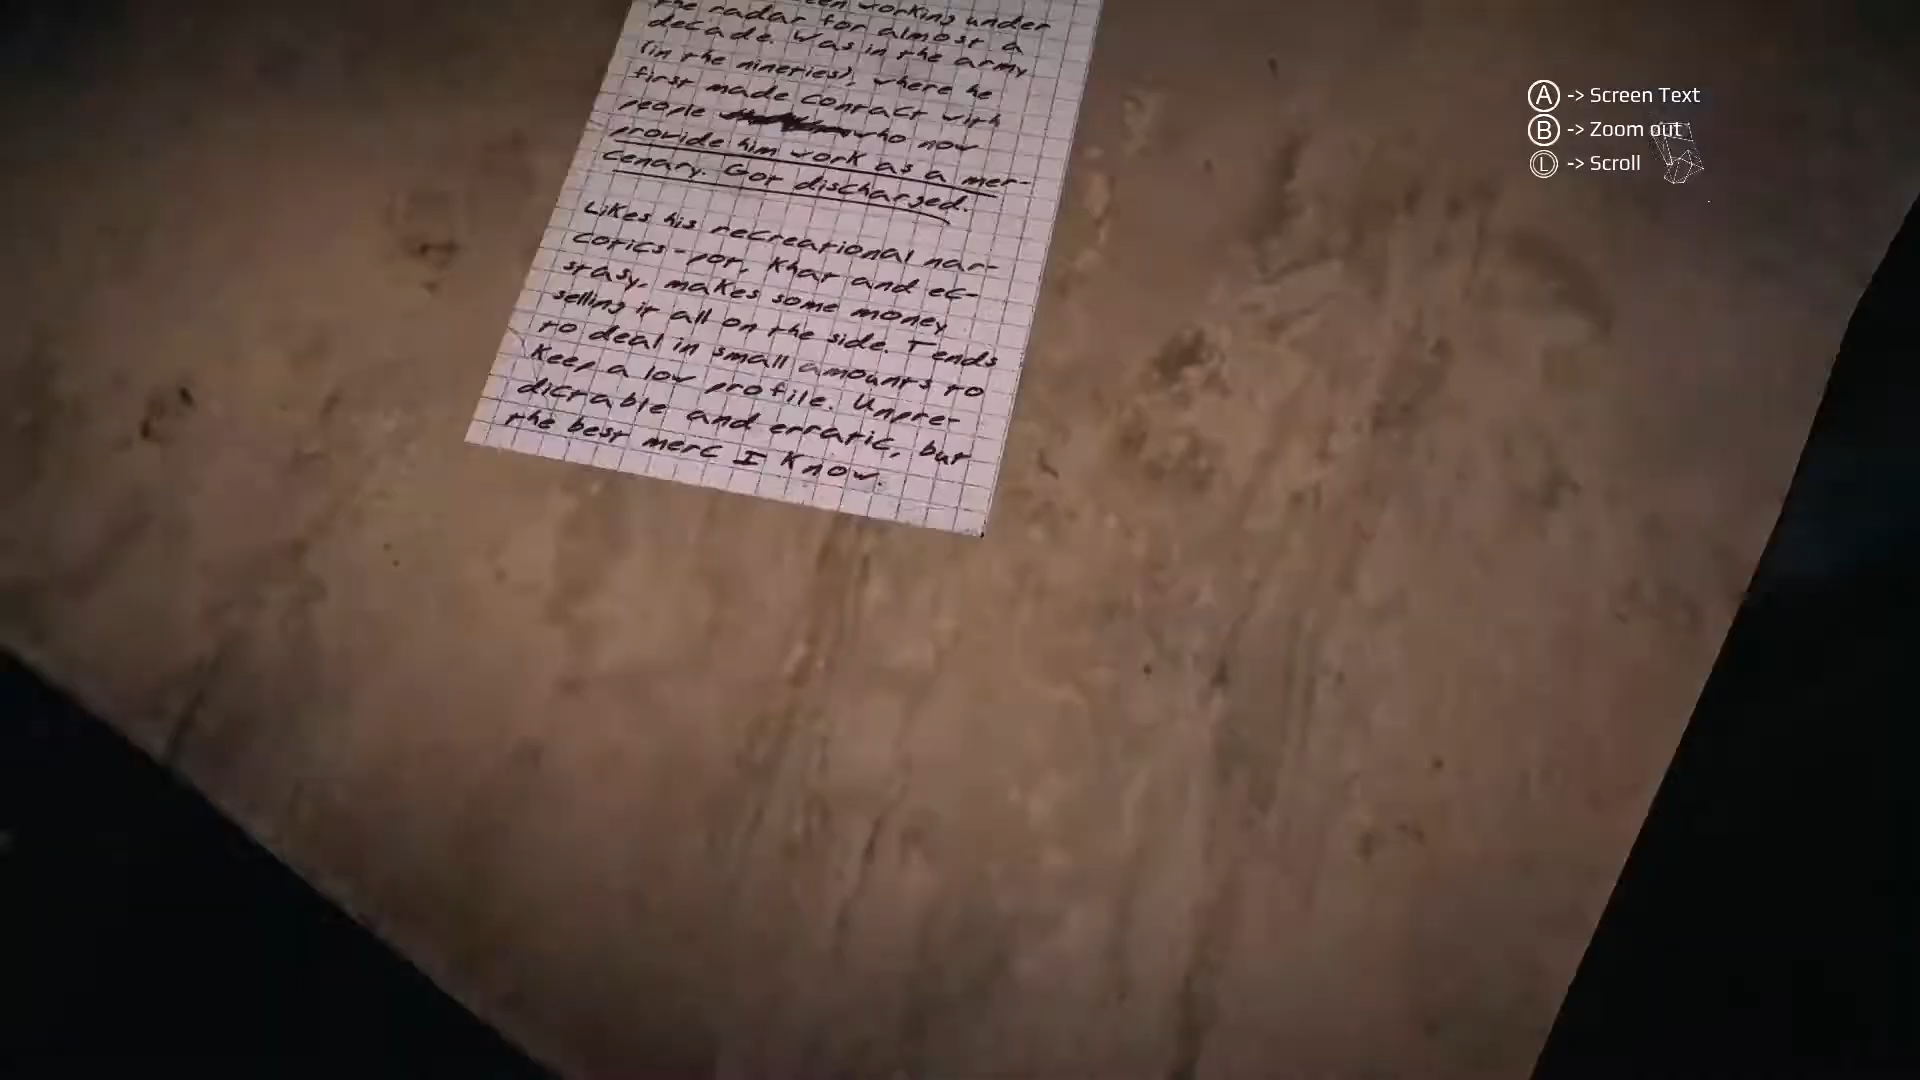 working under
the radar for almost a
decade. Was in the army
(in the nineties), where he
first made contact with
people who now
provide him work as a mer-
cenary. Got discharged.
Likes his recreational nar-
cotics - pot, Khat and ec-
stasy, makes some money
selling it all on the side. Tends
to deal in small amounts to
keep a low profile. Unpre-
dictable and erratic, but
the best merc I know.
A -> Screen Text
B -> Zoom out
L -> Scroll